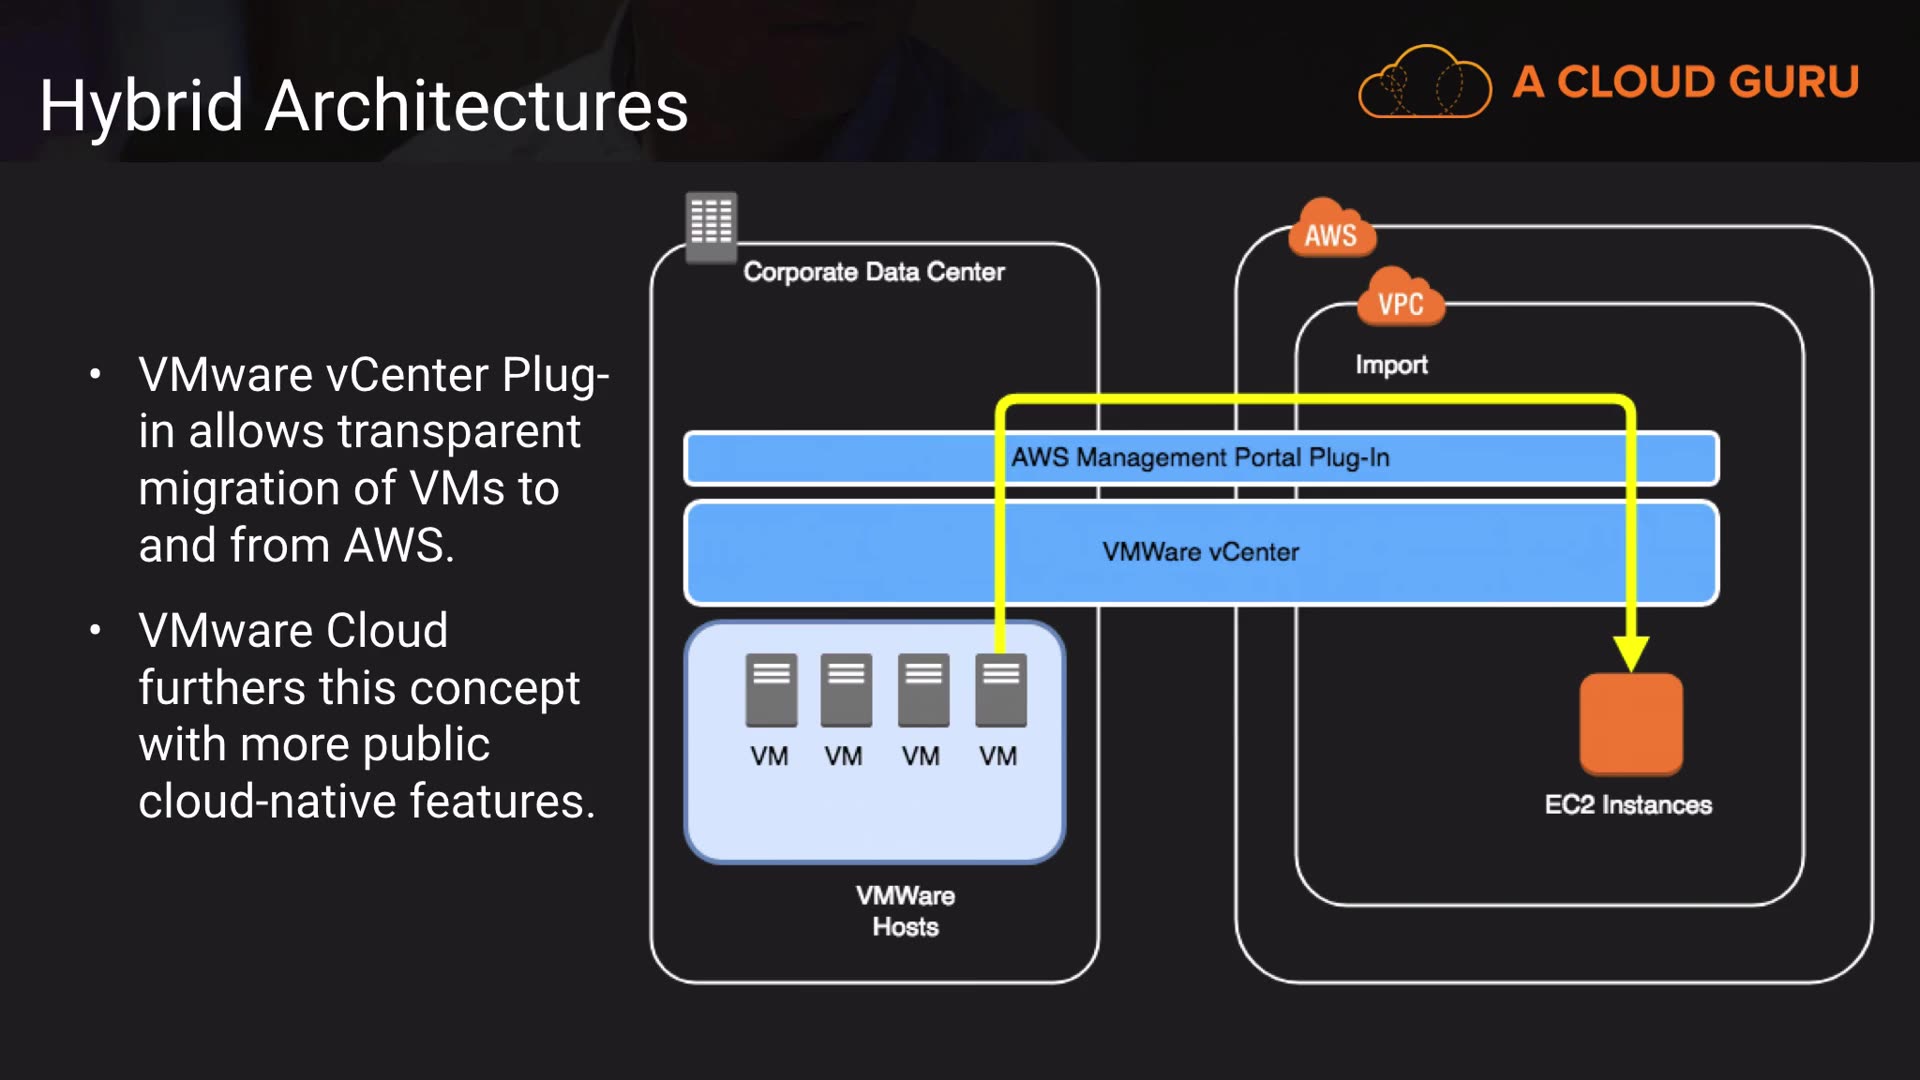 Hybrid Architectures
A CLOUD GURU
• VMware vCenter Plug-
in allows transparent
migration of VMs to
and from AWS.
• VMware Cloud
furthers this concept
with more public
cloud-native features.
Corporate Data Center
AWS
VPC
Import
AWS Management Portal Plug-In
VMWare vCenter
VM VM VM VM
VMWare
Hosts
EC2 Instances